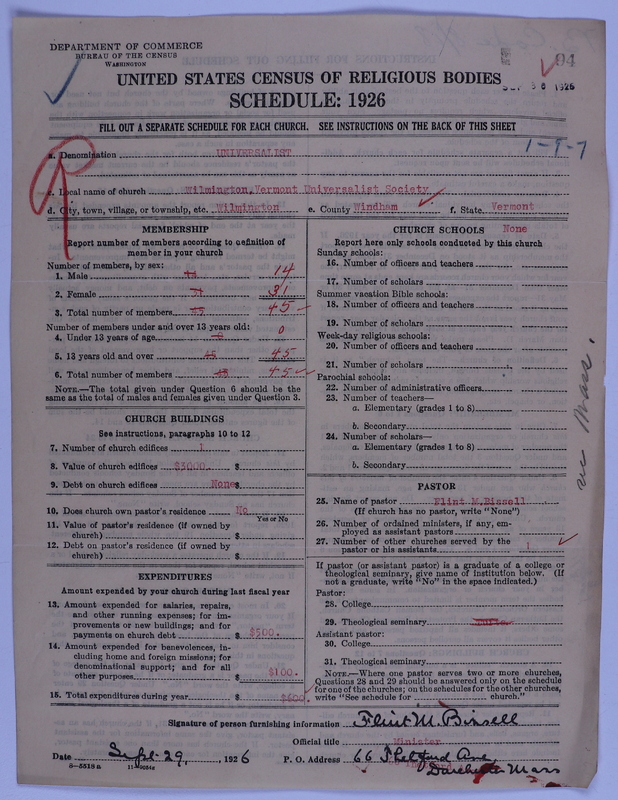 DEPARTMENT OF COMMERCE
BUREAU OF THE CENSUS
WASHINGTON
94
UNITED STATES CENSUS OF RELIGIOUS BODIES
1926
SCHEDULE: 1926
FILL OUT A SEPARATE SCHEDULE FOR EACH CHURCH. SEE INSTRUCTIONS ON THE BACK OF THIS SHEET
1-9-7
R
a. Denomination UNIVERSALIST
c. Local name of church Wilmington, Vermont Universalist Society
d. City, town, village, or township, etc. Wilmington e. County Windham f. State Vermont
MEMBERSHIP
Report number of members according to definition of
member in your church
Number of members, by sex:
1. Male 14 14
2. Female 31 31
3. Total number of members 45 45
Number of members under and over 13 years old:
4. Under 13 years of age 0
5. 13 years old and over 45 45
6. Total number of members 45 45
NOTE.—The total given under Question 6 should be the
same as the total of males and females given under Question 3.
CHURCH BUILDINGS
See instructions, paragraphs 10 to 12
7. Number of church edifices 1
8. Value of church edifices $3000. $
9. Debt on church edifices None $
10. Does church own pastor's residence No
Yes or No
11. Value of pastor's residence (if owned by
church) $
12. Debt on pastor's residence (if owned by
church) $
EXPENDITURES
Amount expended by your church during last fiscal year
13. Amount expended for salaries, repairs,
and other running expenses; for im-
provements or new buildings; and for
payments on church debt $ $500.
14. Amount expended for benevolences, in-
cluding home and foreign missions; for
denominational support; and for all
other purposes $ $100.
15. Total expenditures during year $ $600.
CHURCH SCHOOLS None
Report here only schools conducted by this church
Sunday schools:
16. Number of officers and teachers
17. Number of scholars
Summer vacation Bible schools:
18. Number of officers and teachers
19. Number of scholars
Week-day religious schools:
20. Number of officers and teachers
21. Number of scholars
Parochial schools:
22. Number of administrative officers
23. Number of teachers—
a. Elementary (grades 1 to 8)
b. Secondary
24. Number of scholars—
a. Elementary (grades 1 to 8)
b. Secondary
Mass.
PASTOR
25. Name of pastor Flint M. Bissell
(If church has no pastor, write "None")
26. Number of ordained ministers, if any, em-
ployed as assistant pastors
27. Number of other churches served by the
pastor or his assistants 1
If pastor (or assistant pastor) is a graduate of a college or
theological seminary, give name of institution below. (If
not a graduate, write "No" in the space indicated.)
Pastor:
28. College
29. Theological seminary
Assistant pastor:
30. College
31. Theological seminary
NOTE.—Where one pastor serves two or more churches,
Questions 28 and 29 should be answered only on the schedule
for one of the churches; on the schedules for the other churches,
write "See schedule for church."
Signature of person furnishing information Flint M. Bissell
Official title Minister
Date Sept. 29, 1926 P. O. Address 66 Thetford Ave,
Dorchester Mass
8—5518 a